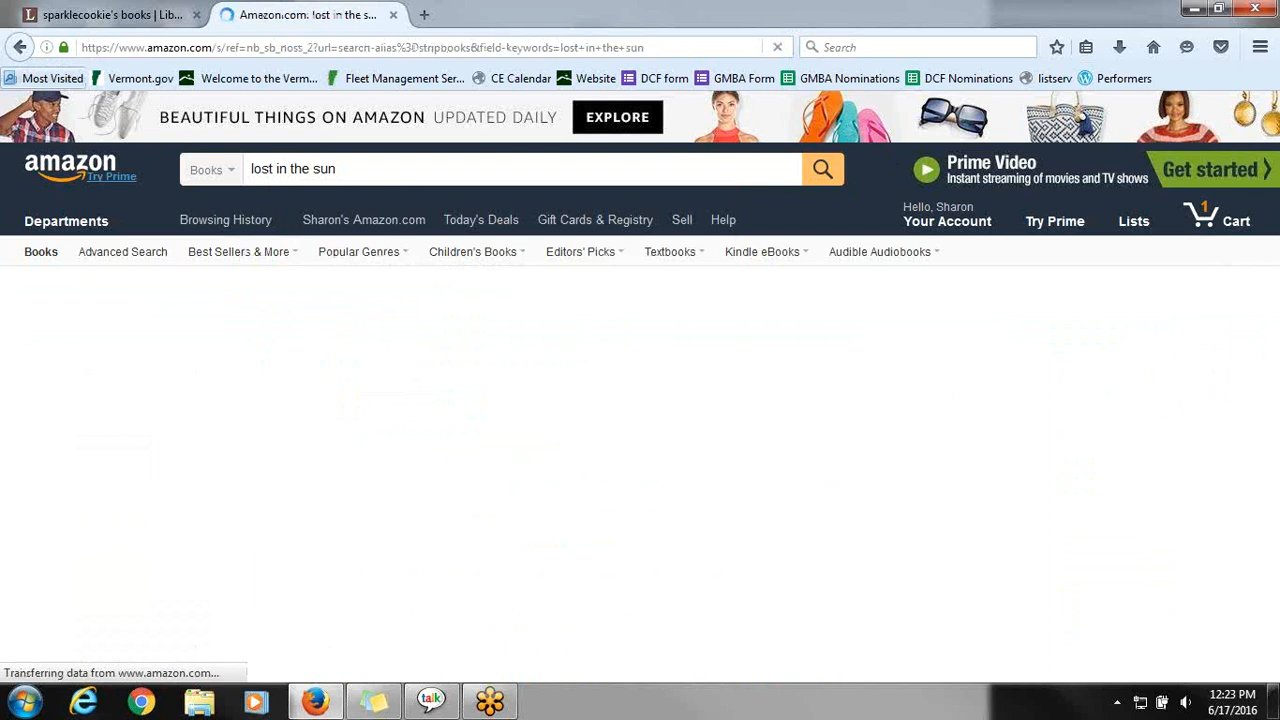 sparklecookie's books | Lib...
Amazon.com: lost in the s...
https://www.amazon.com/s/ref=nb_sb_noss_2?url=search-alias%3Dstripbooks&field-keywords=lost+in+the+sun
Search
Most Visited
Vermont.gov
Welcome to the Verm...
Fleet Management Ser...
CE Calendar
Website
DCF form
GMBA Form
GMBA Nominations
DCF Nominations
listserv
Performers
BEAUTIFUL THINGS ON AMAZON UPDATED DAILY
EXPLORE
amazon
Try Prime
Books
lost in the sun
Prime Video
Instant streaming of movies and TV shows
Get started
Departments
Browsing History
Sharon's Amazon.com
Today's Deals
Gift Cards & Registry
Sell
Help
Hello, Sharon
Your Account
Try Prime
Lists
1
Cart
Books
Advanced Search
Best Sellers & More
Popular Genres
Children's Books
Editors' Picks
Textbooks
Kindle eBooks
Audible Audiobooks
Transferring data from www.amazon.com...
talk
12:23 PM
6/17/2016